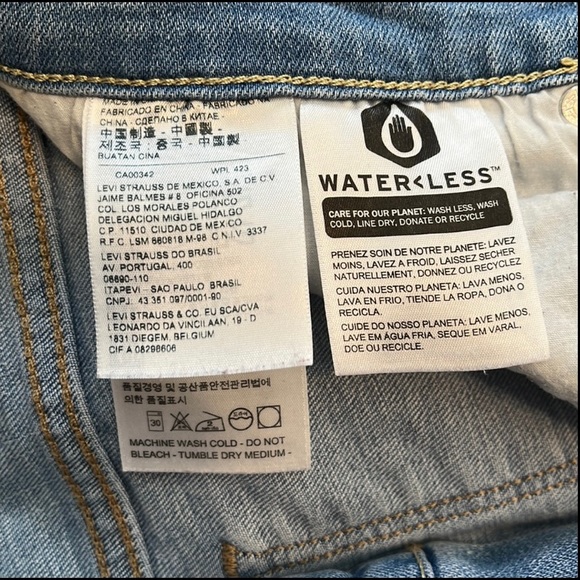 MADE IN
FABRICADO EN CHINA - FABRICADO NA
CHINA - СДЕЛАНО В КИТАЕ -
中国制造 - 中國製
제조국: 중국 - 中国製
BUATAN CINA
CA00342 WPL 423
LEVI STRAUSS DE MEXICO, S.A. DE C.V
JAIME BALMES # 8 OFICINA 502
COL LOS MORALES POLANCO
DELEGACION MIGUEL HIDALGO
C.P. 11510 CIUDAD DE MEXICO
R.F.C. LSM 660818 M-98 C.N.I.V 3337
LEVI STRAUSS DO BRASIL
AV PORTUGAL, 400
06690-110
ITAPEVI - SAO PAULO BRASIL
CNPJ: 43 351 097/0001-90
LEVI STRAUSS & CO. EU SCA/CVA
LEONARDO DA VINCILAAN, 19 - D
1831 DIEGEM, BELGIUM
CIF A 08298606
품질경영 및 공산품안전관리법에
의한 품질표시
30
MACHINE WASH COLD - DO NOT
BLEACH - TUMBLE DRY MEDIUM -
WATER<LESS™
CARE FOR OUR PLANET: WASH LESS, WASH
COLD, LINE DRY, DONATE OR RECYCLE
PRENEZ SOIN DE NOTRE PLANETE: LAVEZ
MOINS, LAVEZ A FROID, LAISSEZ SECHER
NATURELLEMENT, DONNEZ OU RECYCLEZ
CUIDA NUESTRO PLANETA: LAVA MENOS,
LAVA EN FRIO, TIENDE LA ROPA, DONA O
RECICLA.
CUIDE DO NOSSO PLANETA: LAVE MENOS,
LAVE EM ÁGUA FRIA, SEQUE EM VARAL,
DOE OU RECICLE.